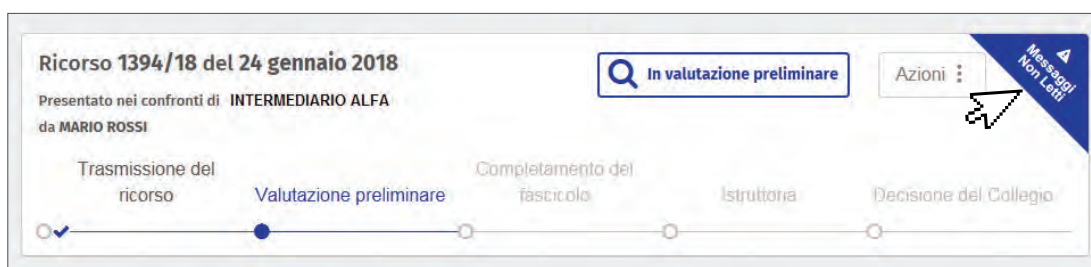 Ricorso 1394/18 del 24 gennaio 2018
In valutazione preliminare
Azioni
Messaggi
Non Letti
Presentato nei confronti di INTERMEDIARIO ALFA
da MARIO ROSSI
Trasmissione del
ricorso
Valutazione preliminare
Completamento del
fascicolo
Istruttoria
Decisione del Collegio